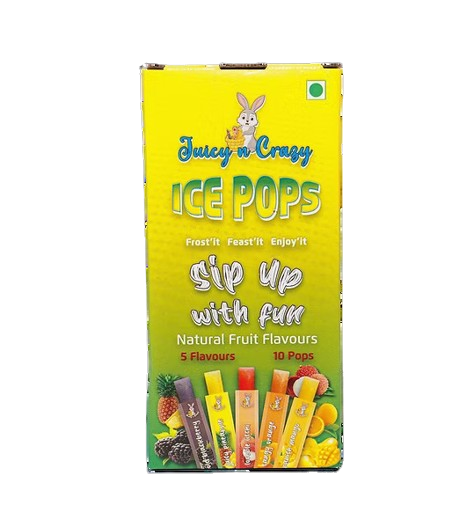 Juicy n Crazy
ICE POPS
Frost'it Feast'it Enjoy'it
Sip up
with fun
Natural Fruit Flavours
5 Flavours 10 Pops